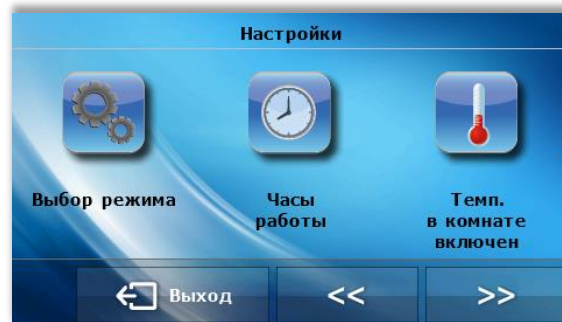 Настройки
Выбор режима
Часы
работы
Темп.
в комнате
включен
Выход
<<
>>